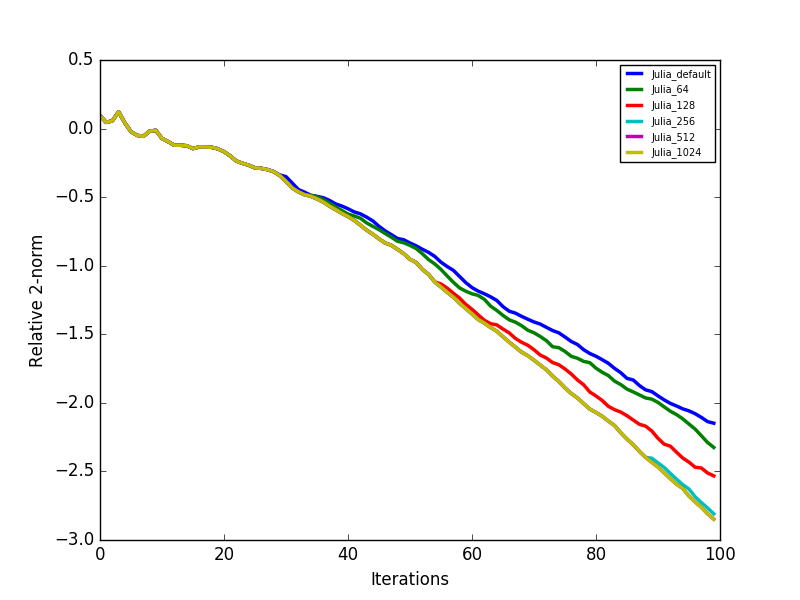 0.5
0.0
−0.5
−1.0
−1.5
−2.0
−2.5
−3.0
Relative 2-norm
0 20 40 60 80 100
Iterations
Julia_default
Julia_64
Julia_128
Julia_256
Julia_512
Julia_1024